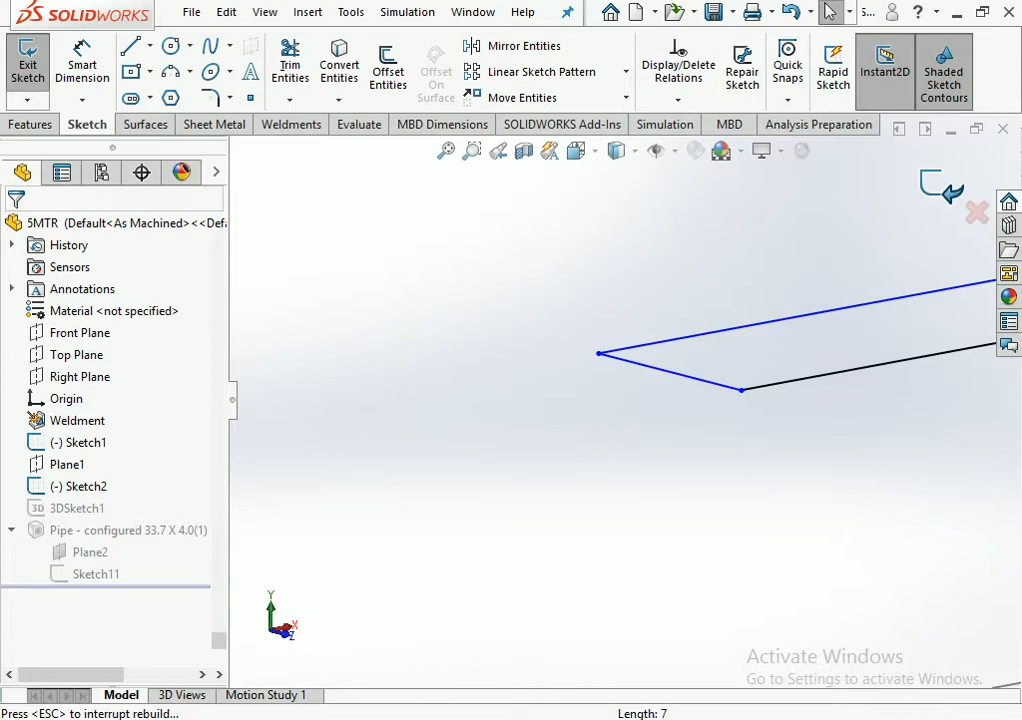 SOLIDWORKS File Edit View Insert Tools Simulation Window Help S... ?
Exit Sketch
Smart Dimension
Trim Entities
Convert Entities
Offset Entities
Offset On Surface
Mirror Entities
Linear Sketch Pattern
Move Entities
Display/Delete Relations
Repair Sketch
Quick Snaps
Rapid Sketch
Instant2D
Shaded Sketch Contours
Features Sketch Surfaces Sheet Metal Weldments Evaluate MBD Dimensions SOLIDWORKS Add-Ins Simulation MBD Analysis Preparation
5MTR (Default<As Machined><<Def
History
Sensors
Annotations
Material <not specified>
Front Plane
Top Plane
Right Plane
Origin
Weldment
(-) Sketch1
Plane1
(-) Sketch2
3D 3DSketch1
Pipe - configured 33.7 X 4.0(1)
Plane2
Sketch11
Y
X
Z
Activate Windows
Go to Settings to activate Windows.
Model 3D Views Motion Study 1
Press <ESC> to interrupt rebuild... Length: 7